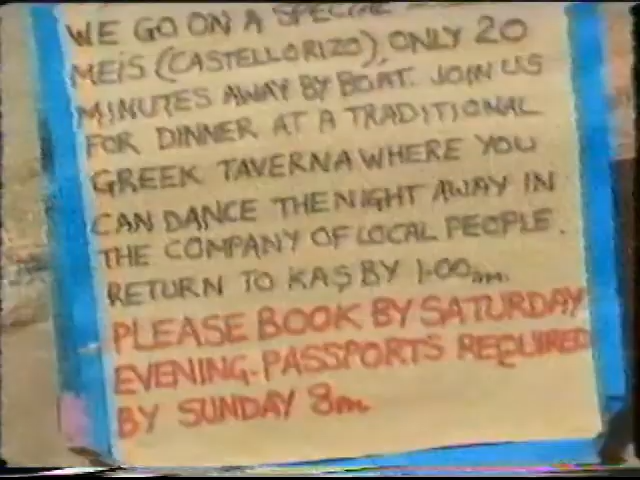 WE GO ON A SPECIAL
MEIS (CASTELLORIZO), ONLY 20
MINUTES AWAY BY BOAT. JOIN US
FOR DINNER AT A TRADITIONAL
GREEK TAVERNA WHERE YOU
CAN DANCE THE NIGHT AWAY IN
THE COMPANY OF LOCAL PEOPLE.
RETURN TO KAŞ BY 1.00am.
PLEASE BOOK BY SATURDAY
EVENING. PASSPORTS REQUIRED
BY SUNDAY 8m